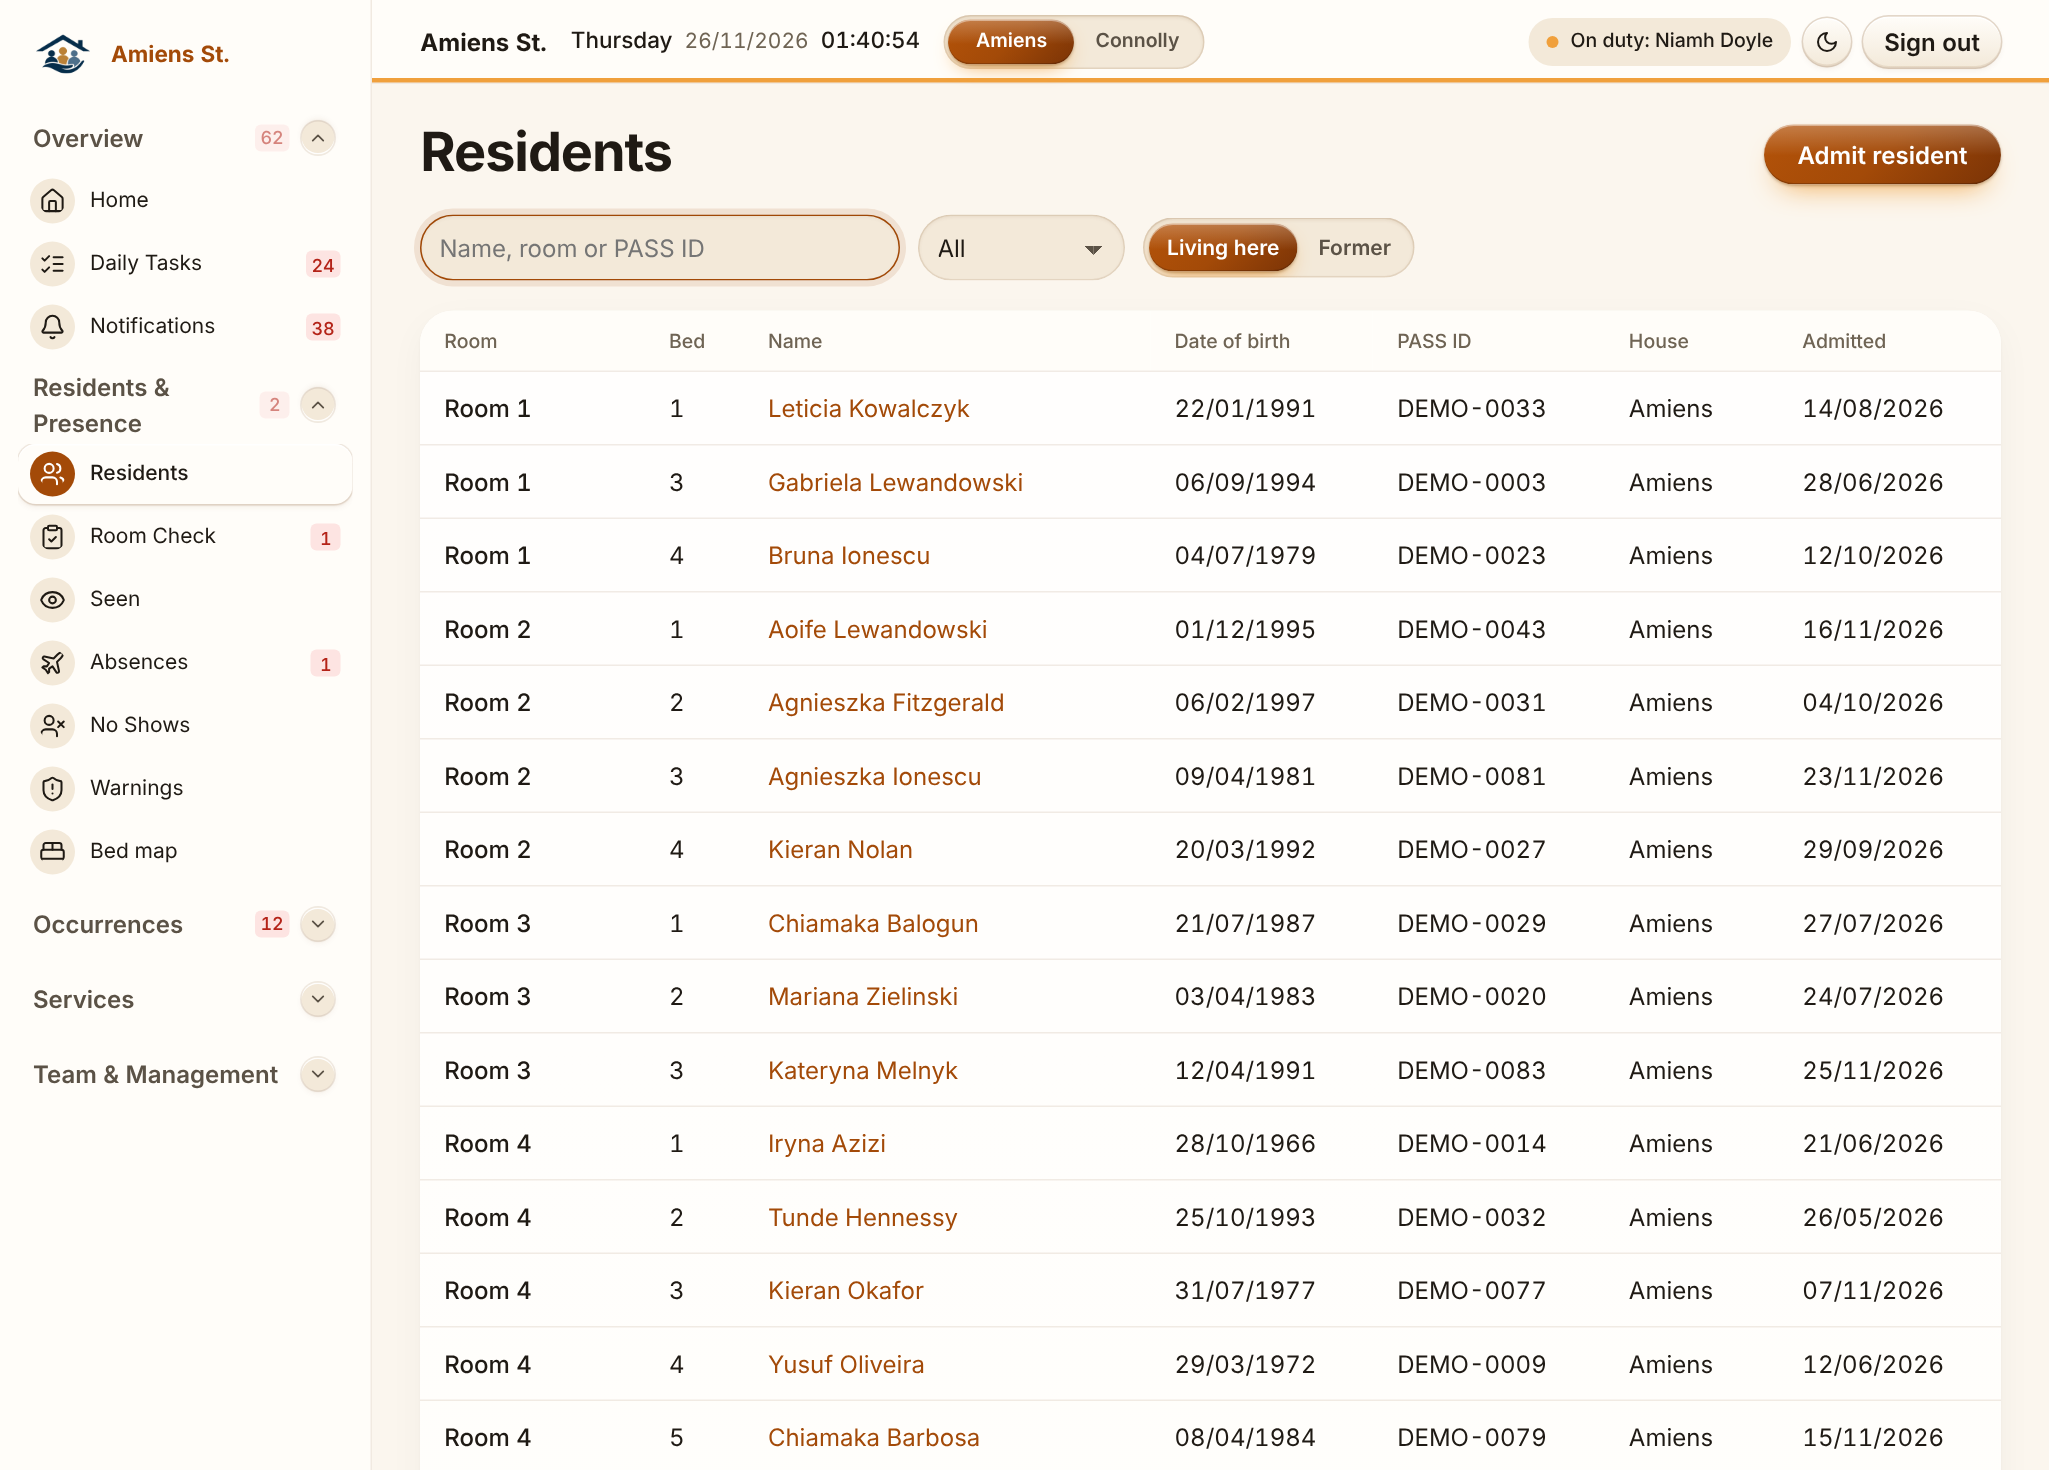 Amiens St.
Amiens St. Thursday 26/11/2026 01:40:54 Amiens Connolly On duty: Niamh Doyle Sign out
Overview 62
Home
Daily Tasks 24
Notifications 38
Residents & Presence 2
Residents
Room Check 1
Seen
Absences 1
No Shows
Warnings
Bed map
Occurrences 12
Services
Team & Management
Residents Admit resident
Name, room or PASS ID All Living here Former
Room Bed Name Date of birth PASS ID House Admitted
Room 1 1 Leticia Kowalczyk 22/01/1991 DEMO-0033 Amiens 14/08/2026
Room 1 3 Gabriela Lewandowski 06/09/1994 DEMO-0003 Amiens 28/06/2026
Room 1 4 Bruna Ionescu 04/07/1979 DEMO-0023 Amiens 12/10/2026
Room 2 1 Aoife Lewandowski 01/12/1995 DEMO-0043 Amiens 16/11/2026
Room 2 2 Agnieszka Fitzgerald 06/02/1997 DEMO-0031 Amiens 04/10/2026
Room 2 3 Agnieszka Ionescu 09/04/1981 DEMO-0081 Amiens 23/11/2026
Room 2 4 Kieran Nolan 20/03/1992 DEMO-0027 Amiens 29/09/2026
Room 3 1 Chiamaka Balogun 21/07/1987 DEMO-0029 Amiens 27/07/2026
Room 3 2 Mariana Zielinski 03/04/1983 DEMO-0020 Amiens 24/07/2026
Room 3 3 Kateryna Melnyk 12/04/1991 DEMO-0083 Amiens 25/11/2026
Room 4 1 Iryna Azizi 28/10/1966 DEMO-0014 Amiens 21/06/2026
Room 4 2 Tunde Hennessy 25/10/1993 DEMO-0032 Amiens 26/05/2026
Room 4 3 Kieran Okafor 31/07/1977 DEMO-0077 Amiens 07/11/2026
Room 4 4 Yusuf Oliveira 29/03/1972 DEMO-0009 Amiens 12/06/2026
Room 4 5 Chiamaka Barbosa 08/04/1984 DEMO-0079 Amiens 15/11/2026